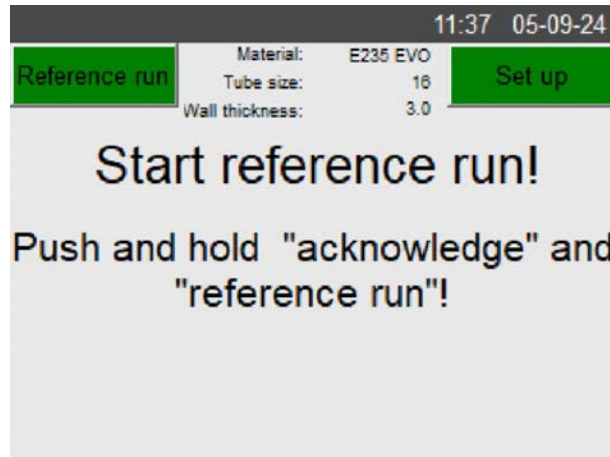 11:37 05-09-24
Reference run
Material: E235 EVO
Tube size: 16
Wall thickness: 3.0
Set up
Start reference run!
Push and hold "acknowledge" and
"reference run"!